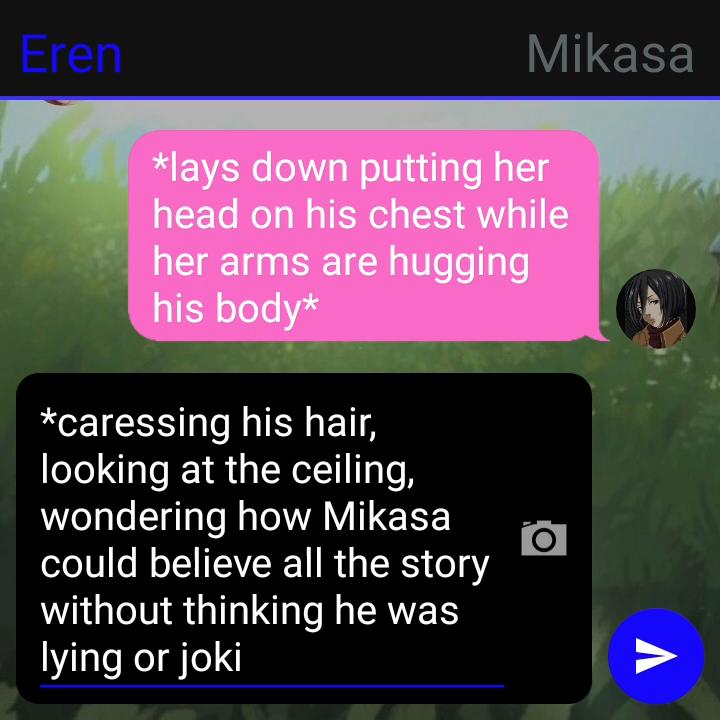 Eren
Mikasa
*lays down putting her
head on his chest while
her arms are hugging
his body*
*caressing his hair,
looking at the ceiling,
wondering how Mikasa
could believe all the story
without thinking he was
lying or joki